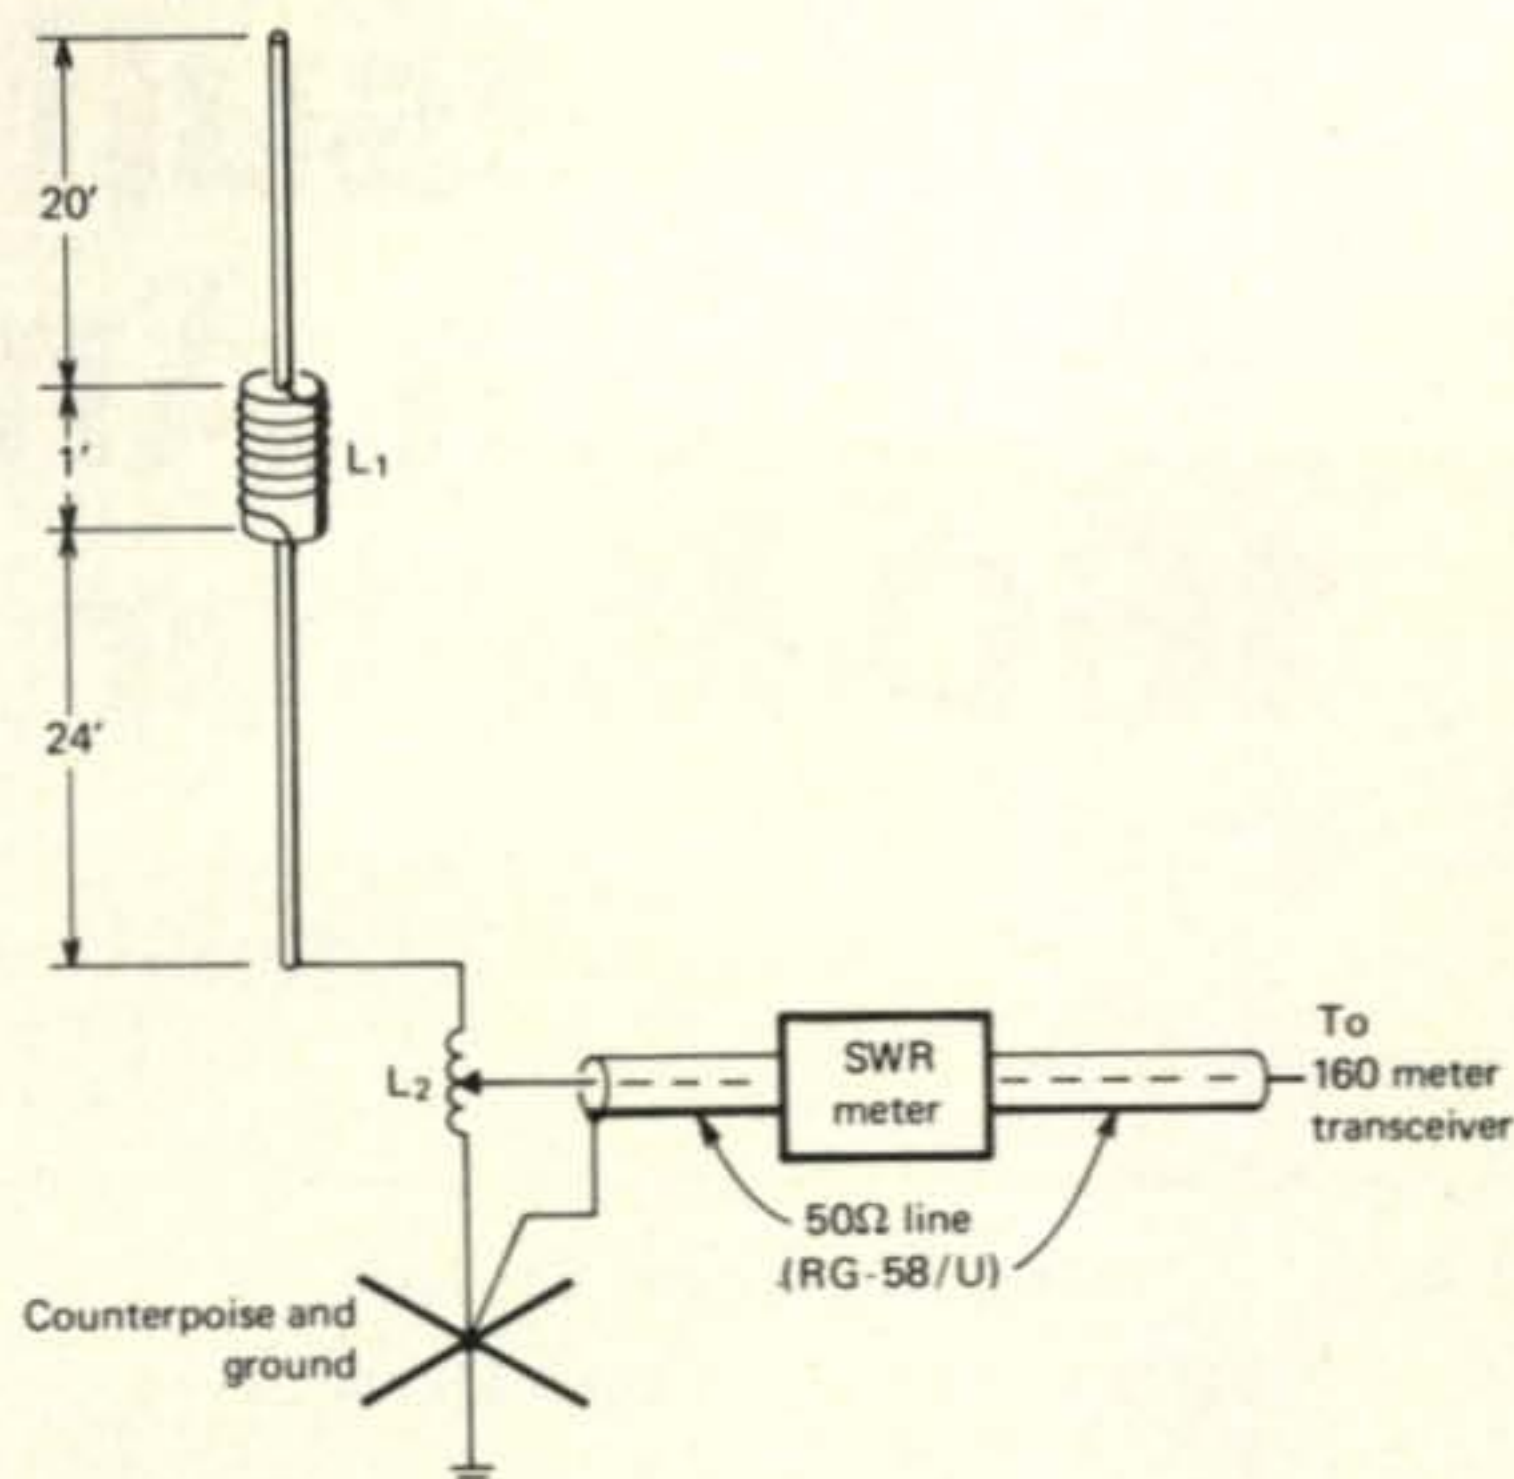 20′
1′
L₁
24′
L₂
SWR
meter
To
160 meter
transceiver
50Ω line
(RG-58/U)
Counterpoise and
ground